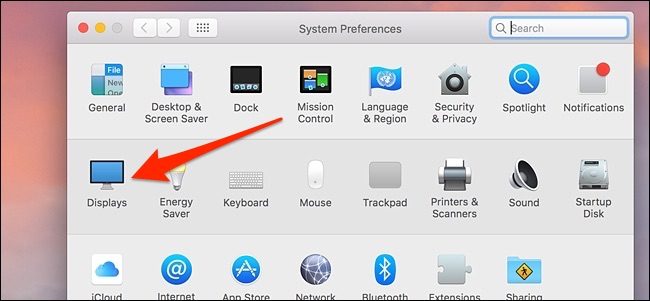 System Preferences
Search
File
New
General
Desktop &
Screen Saver
Dock
Mission
Control
Language
& Region
Security
& Privacy
Spotlight
Notifications
Displays
Energy
Saver
Keyboard
Mouse
Trackpad
Printers &
Scanners
Sound
Startup
Disk
iCloud
Internet
App Store
Network
Bluetooth
Extensions
Sharing